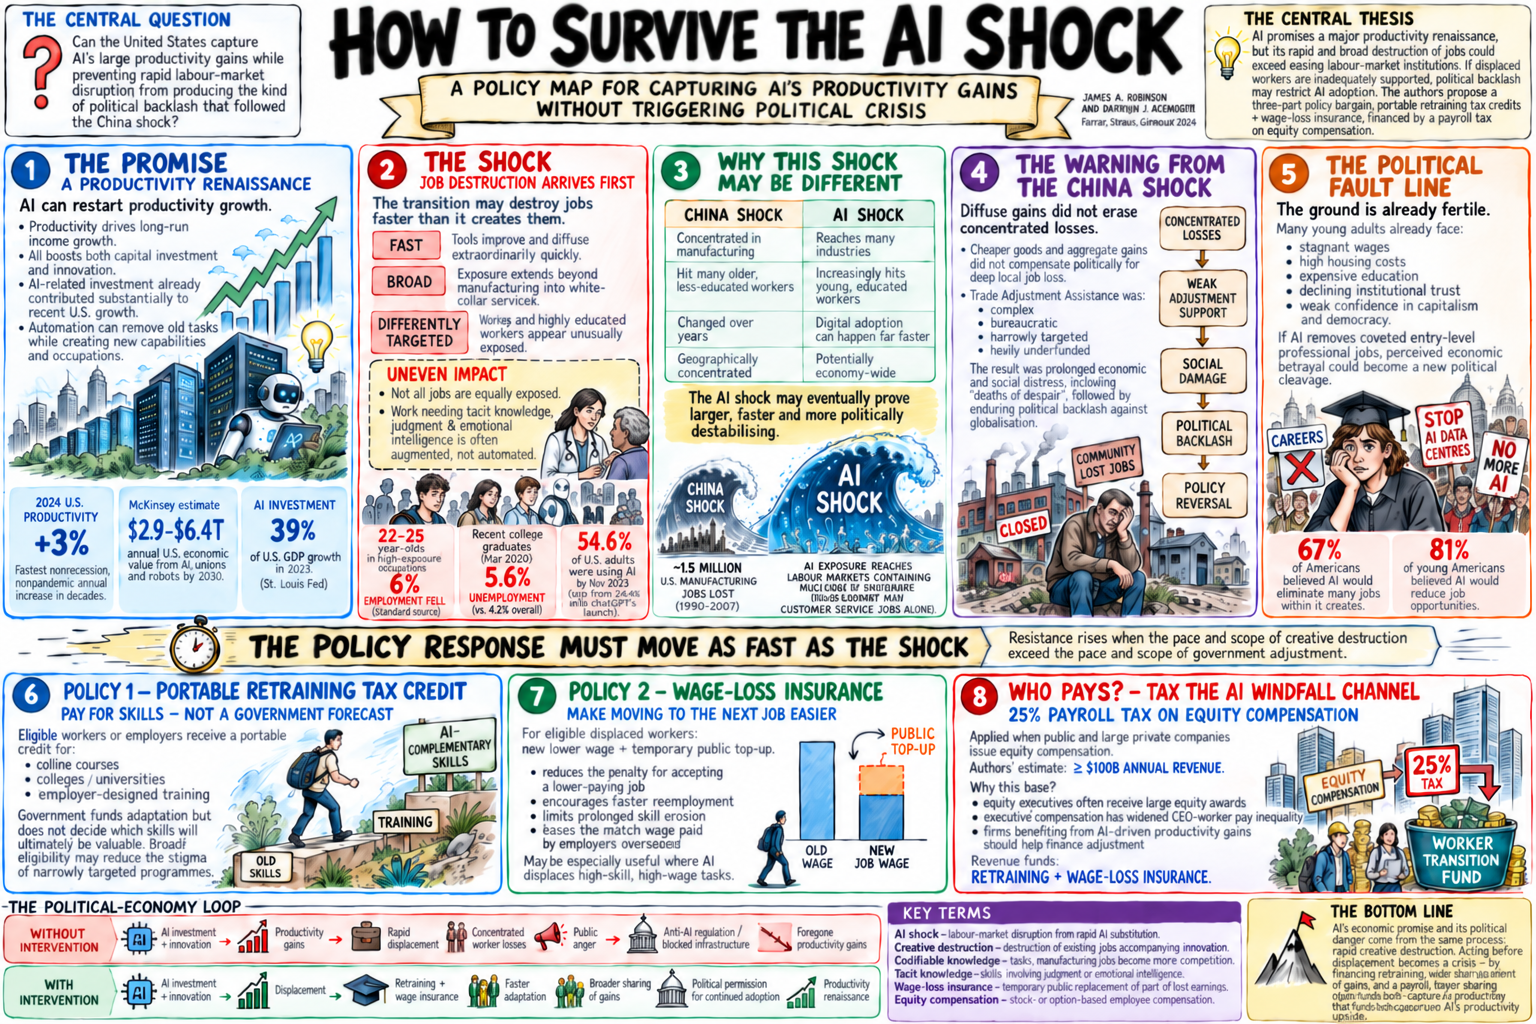 THE CENTRAL QUESTION
?
Can the United States capture
AI's large productivity gains while
preventing rapid labour-market
disruption from producing the kind
of political backlash that followed
the China shock?
HOW TO SURVIVE THE AI SHOCK
A POLICY MAP FOR CAPTURING AI'S PRODUCTIVITY GAINS
WITHOUT TRIGGERING POLITICAL CRISIS
JAMES A. ROBINSON
AND J.
Farrar, Straus, 2024
THE CENTRAL THESIS
AI promises a major productivity renaissance,
but its rapid and broad destruction of jobs could
exceed easing labour-market institutions. If displaced
workers are inadequately supported, political backlash
may restrict AI adoption. The authors propose a
three-part policy bargain, portable retraining tax credits
+ wage-loss insurance, financed by a payroll tax
on equity compensation.
1 THE PROMISE
A PRODUCTIVITY RENAISSANCE
AI can restart productivity growth.
• Productivity drives long-run
income growth.
• All boosts both capital investment
and innovation.
• AI-related investment already
contributed substantially to
recent U.S. growth.
• Automation can remove old tasks
while creating new capabilities
and occupations.
2024 U.S.
PRODUCTIVITY
+3%
Fastest nonrecession,
nonpandemic annual
increase in decades.
McKinsey estimate
$2.9-$6.4T
annual U.S. economic
value from AI, unions
and robots by 2030.
AI INVESTMENT
39%
of U.S. GDP growth
in 2023.
(St. Louis Fed)
2 THE SHOCK
JOB DESTRUCTION ARRIVES FIRST
The transition may destroy jobs
faster than it creates them.
FAST
Tools improve and diffuse
extraordinarily quickly.
BROAD
Exposure extends beyond
manufacturing into white-
collar servicek.
DIFFERENTLY
TARGETED
and highly educated
workers appear unusually
exposed.
UNEVEN IMPACT
• Not all jobs are equally exposed.
• Work needing tacit knowledge,
judgment & emotional
intelligence is often
augmented, not automated.
22-25
year-olds
in high-expouure
occupations
6%
EMPLOYMENT FELL
(Standard source)
Recent college
graduates
(Mar 2020)
5.6%
UNEMPLOYMENT
(vs. 4.2% overall)
54.6%
of U.S. adults
were using AI
by Nov 2023
from
chatGPT's
launch).
3 WHY THIS SHOCK
MAY BE DIFFERENT
CHINA SHOCK
AI SHOCK
Concentrated in
manufacturing
Reaches many
industries
Hit many older,
less-educated workers
Increasingly hits
young, educated
workers
Changed over
years
Digital adoption
can happen far faster
Geographically
concentrated
Potentially
economy-wide
The AI shock may eventually prove
larger, faster and more politically
destabilising.
CHINA
SHOCK
AI
SHOCK
~1.5 MILLION
U.S. MANUFACTURING
JOBS LOST
(1990-2007)
AI EXPOSURE REACHES
LABOUR MARKETS CONTAINING
CUSTOMER SERVICE JOBS ALONE).
4 THE WARNING FROM
THE CHINA SHOCK
Diffuse gains did not erase
concentrated losses.
• Cheaper goods and aggregate gains
did not compensate politically for
deep local job loss.
• Trade Adjustment Assistance was:
• complex
• bureaucratic
• harrowly targeted
• underfunded
The result was prolonged economic
and social distress, incloving
"deaths of despair", followed by
enduring political backlash against
globalisation.
CONCENTRATED
LOSSES
WEAK
ADJUSTMENT
SUPPORT
SOCIAL
DAMAGE
POLITICAL
BACKLASH
POLICY
REVERSAL
COMMUNITY
LOST JOBS
CLOSED
5 THE POLITICAL
FAULT LINE
The ground is already fertile.
Many young adults already face:
• stagnant wages
• high housing costs
• expensive education
• declining institutional trust
• weak confidence in capitalism
and democracy.
If AI removes coveted entry-level
professional jobs, perceived economic
betrayal could become a new political
cleavage.
CAREERS
X
STOP
AI DATA
CENTRES
NO
MORE
AI
67%
of Americans
believed AI would
eliminate many jobs
within it creates.
81%
of young Americans
believed AI would
reduce job
opportunities.
THE POLICY RESPONSE MUST MOVE AS FAST AS THE SHOCK
Resistance rises when the pace and scope of creative destruction
exceed the pace and scope of government adjustment.
6 POLICY 1 – PORTABLE RETRAINING TAX CREDIT
PAY FOR SKILLS – NOT A GOVERNMENT FORECAST
Eligible workers or employers receive a portable
credit for:
• colline courses
• colleges / universities
• employer-designed training
Government funds adaptation but
does not decide which skills will
ultimately be valuable. Broad
eligibility may reduce the stigma
of narrowly targeted programmes.
OLD
SKILLS
TRAINING
AI-
COMPLEMENTARY
SKILLS
7 POLICY 2 – WAGE-LOSS INSURANCE
MAKE MOVING TO THE NEXT JOB EASIER
For eligible displaced workers:
new lower wage + temporary public top-up.
• reduces the penalty for accepting
a lower-paying job
• encourages faster reemployment
• limits prolonged skill erosion
• eases the match wage paid
by employers
May be especially useful where AI
displaces high-skill, high-wage tasks.
PUBLIC
TOP-UP
OLD
WAGE
NEW
JOB WAGE
8 WHO PAYS? – TAX THE AI WINDFALL CHANNEL
25% PAYROLL TAX ON EQUITY COMPENSATION
Applied when public and large private companies
issue equity compensation.
Authors' estimate: ≥ $100B ANNUAL REVENUE.
Why this base?
• equity executives often receive large equity awards
• executive compensation has widened CEO-worker pay inequality
• firms benefiting from AI-driven productivity gains
should help finance adjustment
Revenue funds:
RETRAINING + WAGE-LOSS INSURANCE.
EQUITY
COMPENSATION
25%
TAX
WORKER
TRANSITION
FUND
THE POLITICAL-ECONOMY LOOP
WITHOUT
INTERVENTION
AI
AI investment
+ innovation
Productivity
gains
Rapid
displacement
Concentrated
worker losses
Public
anger
Anti-AI regulation /
blocked infrastructure
Foregone
productivity gains
WITH
INTERVENTION
AI
AI investment
+ innovation
Displacement
Retraining +
wage insurance
Faster
adaptation
Broader sharing
of gains
Political permission
for continued adoption
Productivity
renaissance
KEY TERMS
AI shock – labour-market disruption from rapid AI substitution.
Creative destruction – destruction of existing jobs accompanying innovation.
Codifiable knowledge – tasks, manufacturing jobs become more competition.
Tacit knowledge – skills involving judgment or emotional intelligence.
Wage-loss insurance – temporary public replacement of part of lost earnings.
Equity compensation – stock- or option-based employee compensation.
THE BOTTOM LINE
AI's economic promise and its political
danger come from the same process:
rapid creative destruction. Acting before
displacement becomes a crisis – by
financing retraining, wider
of gains, and a payroll, sharing
AI's productivity